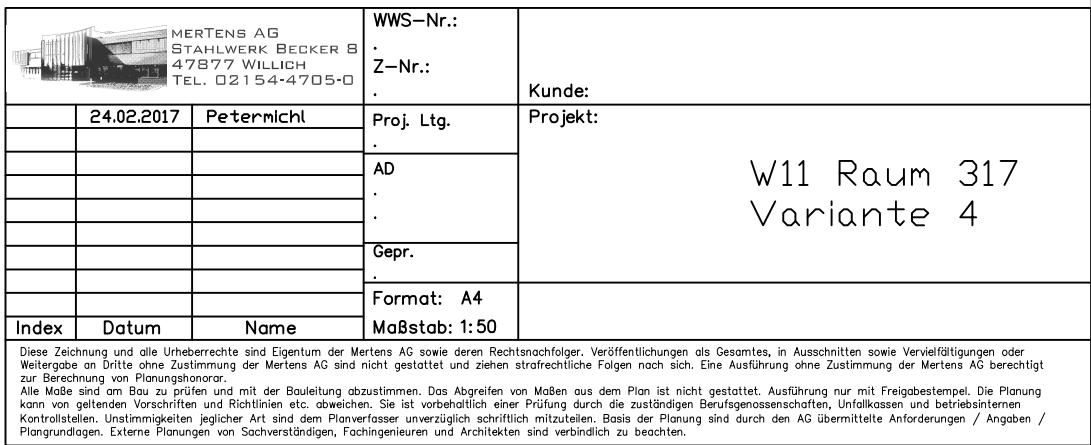 merTens AG
Stahlwerk Becker 8
47877 Willich
Tel. 02154-4705-0
WWS-Nr.:
.
Z-Nr.:
.
Kunde:
24.02.2017 Petermichl
Proj. Ltg.
.
AD
.
.
Gepr.
.
Projekt:
W11 Raum 317
Variante 4
Format: A4
Maßstab: 1:50
Index Datum Name
Diese Zeichnung und alle Urheberrechte sind Eigentum der Mertens AG sowie deren Rechtsnachfolger. Veröffentlichungen als Gesamtes, in Ausschnitten sowie Vervielfältigungen oder
Weitergabe an Dritte ohne Zustimmung der Mertens AG sind nicht gestattet und ziehen strafrechtliche Folgen nach sich. Eine Ausführung ohne Zustimmung der Mertens AG berechtigt
zur Berechnung von Planungshonorar.
Alle Maße sind am Bau zu prüfen und mit der Bauleitung abzustimmen. Das Abgreifen von Maßen aus dem Plan ist nicht gestattet. Ausführung nur mit Freigabestempel. Die Planung
kann von geltenden Vorschriften und Richtlinien etc. abweichen. Sie ist vorbehaltlich einer Prüfung durch die zuständigen Berufsgenossenschaften, Unfallkassen und betriebsinternen
Kontrollstellen. Unstimmigkeiten jeglicher Art sind dem Planverfasser unverzüglich schriftlich mitzuteilen. Basis der Planung sind durch den AG übermittelte Anforderungen / Angaben /
Plangrundlagen. Externe Planungen von Sachverständigen, Fachingenieuren und Architekten sind verbindlich zu beachten.